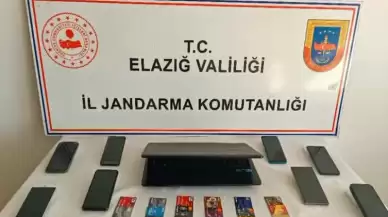 T.C.
ELAZIĞ VALİLİĞİ
İL JANDARMA KOMUTANLIĞI